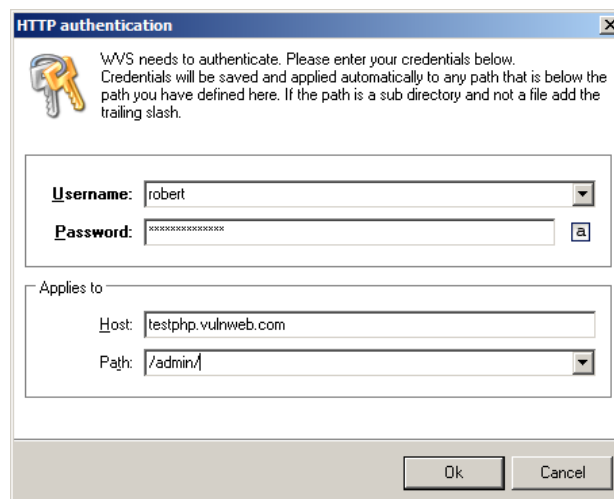 HTTP authentication
WVS needs to authenticate. Please enter your credentials below.
Credentials will be saved and applied automatically to any path that is below the
path you have defined here. If the path is a sub directory and not a file add the
trailing slash.
Username: robert
Password: ************** a
Applies to
Host: testphp.vulnweb.com
Path: /admin/
Ok Cancel